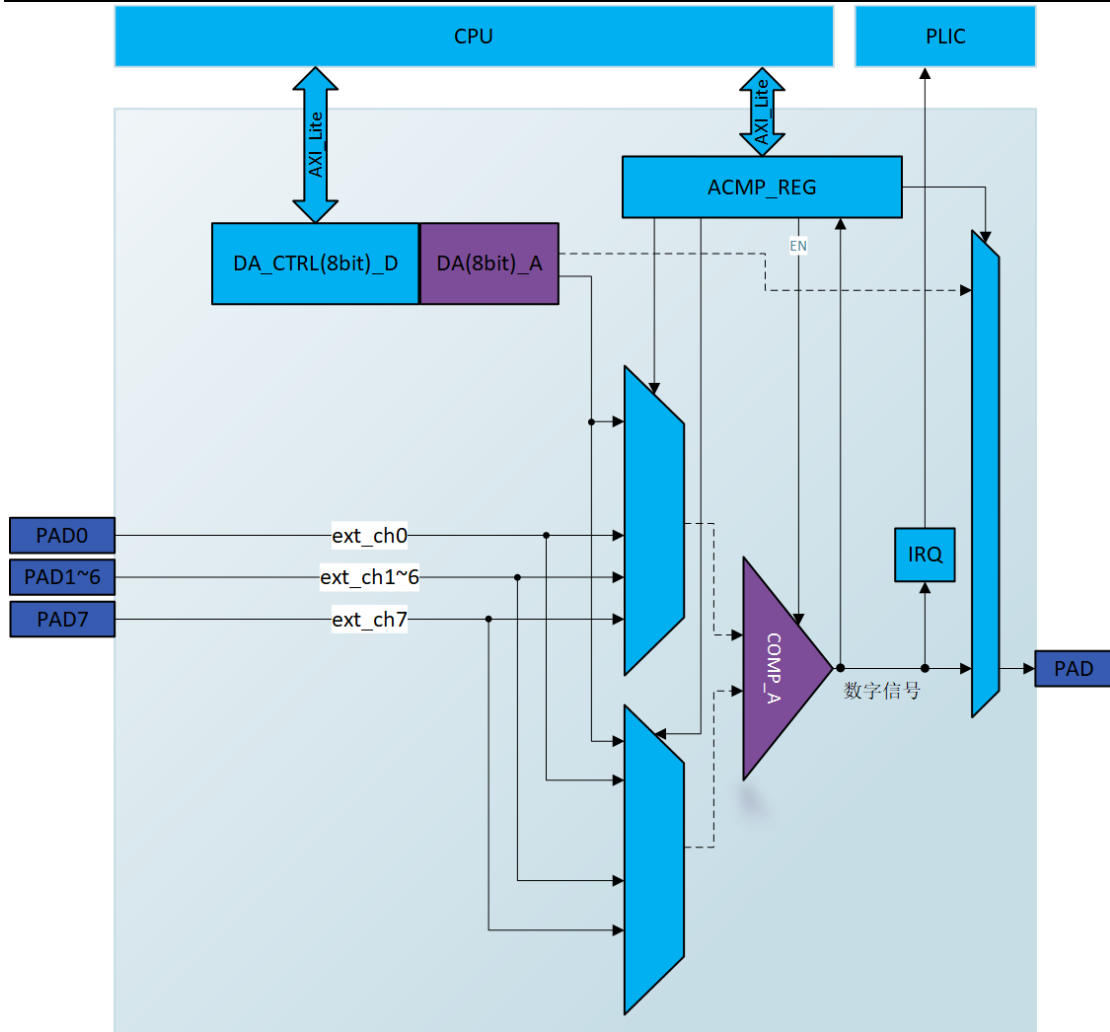 CPU
PLIC
AXI_Lite
AXI_Lite
ACMP_REG
DA_CTRL(8bit)_D
DA(8bit)_A
EN
PAD0
ext_ch0
PAD1~6
ext_ch1~6
PAD7
ext_ch7
IRQ
COMP_A
数字信号
PAD